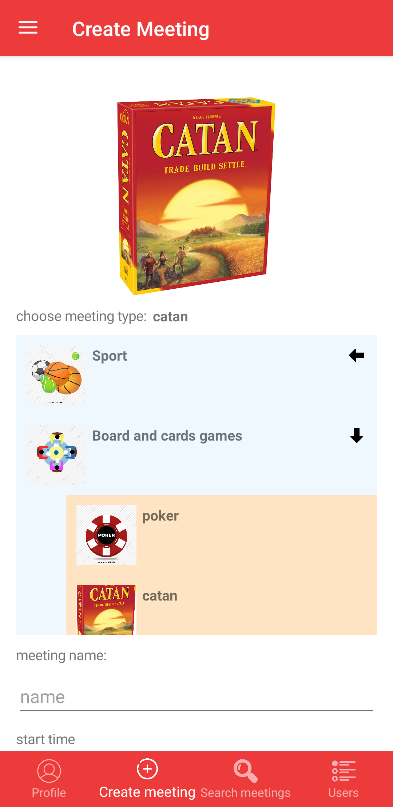 Create Meeting
CATAN
TRADE BUILD SETTLE
CATAN
choose meeting type: catan
Sport
Board and cards games
POKER
poker
CATAN
catan
meeting name:
name
start time
Profile
Create meeting
Search meetings
Users